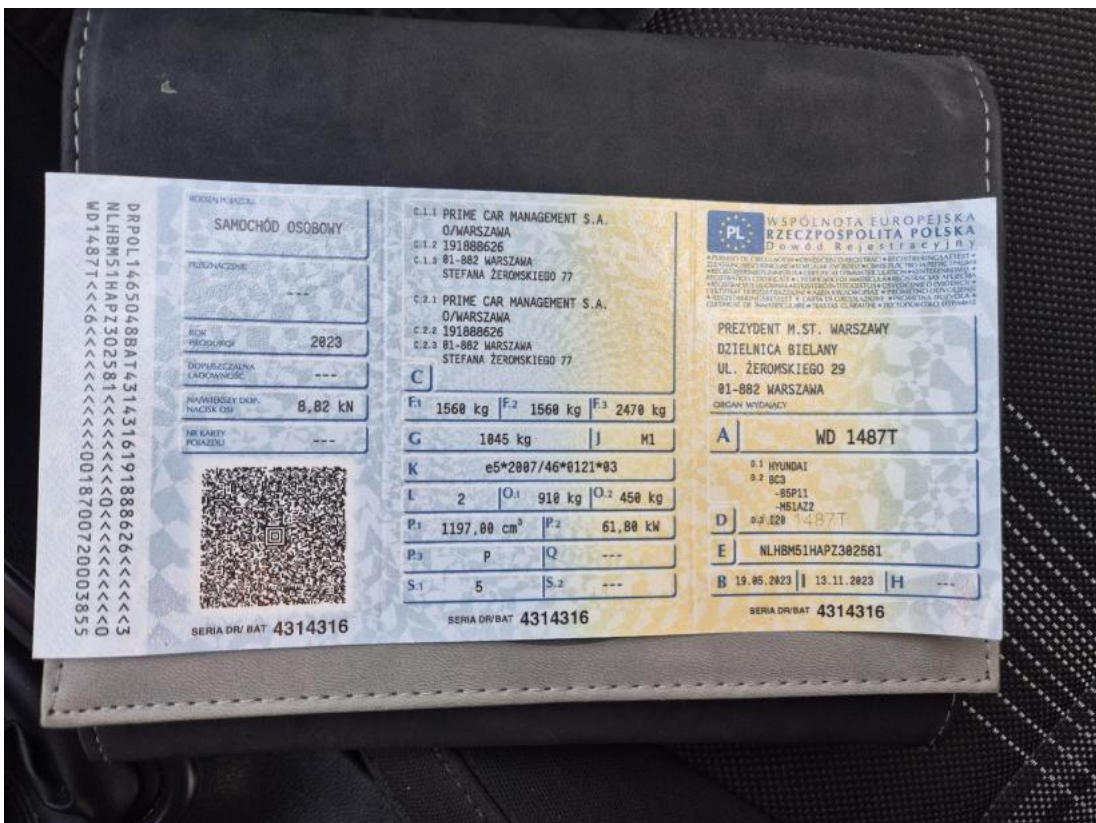 DRPOL1465048BAT4314316191888626<<<<<3
RODZAJ POJAZDU
SAMOCHÓD OSOBOWY
PRZEZNACZENIE
---
ROK PRODUKCJI
2023
DOPUSZCZALNA ŁADOWNOŚĆ
---
NAJWIĘKSZY DOP. NACISK OSI
8,82 kN
NR KARTY POJAZDU
---
SERIA DR/ BAT 4314316
C.1.1 PRIME CAR MANAGEMENT S.A.
O/WARSZAWA
C.1.2 191888626
C.1.3 01-882 WARSZAWA
STEFANA ŻEROMSKIEGO 77
C.2.1 PRIME CAR MANAGEMENT S.A.
O/WARSZAWA
C.2.2 191888626
C.2.3 01-882 WARSZAWA
STEFANA ŻEROMSKIEGO 77
C
F.1 1560 kg F.2 1560 kg F.3 2470 kg
G 1045 kg J M1
K e5*2007/46*0121*03
L 2 O.1 910 kg O.2 450 kg
P.1 1197,00 cm³ P.2 61,80 kW
P.3 P Q ---
S.1 5 S.2 ---
SERIA DR/BAT 4314316
PL
WSPÓLNOTA EUROPEJSKA
RZECZPOSPOLITA POLSKA
Dowód Rejestracyjny
PREZYDENT M.ST. WARSZAWY
DZIELNICA BIELANY
UL. ŻEROMSKIEGO 29
01-882 WARSZAWA
ORGAN WYDAJĄCY
A WD 1487T
D.1 HYUNDAI
D.2 BC3
-B5P11
-M51AZ2
D D.3 I20 1487T
E NLHBM51HAPZ302581
B 19.05.2023 I 13.11.2023 H ---
SERIA DR/BAT 4314316